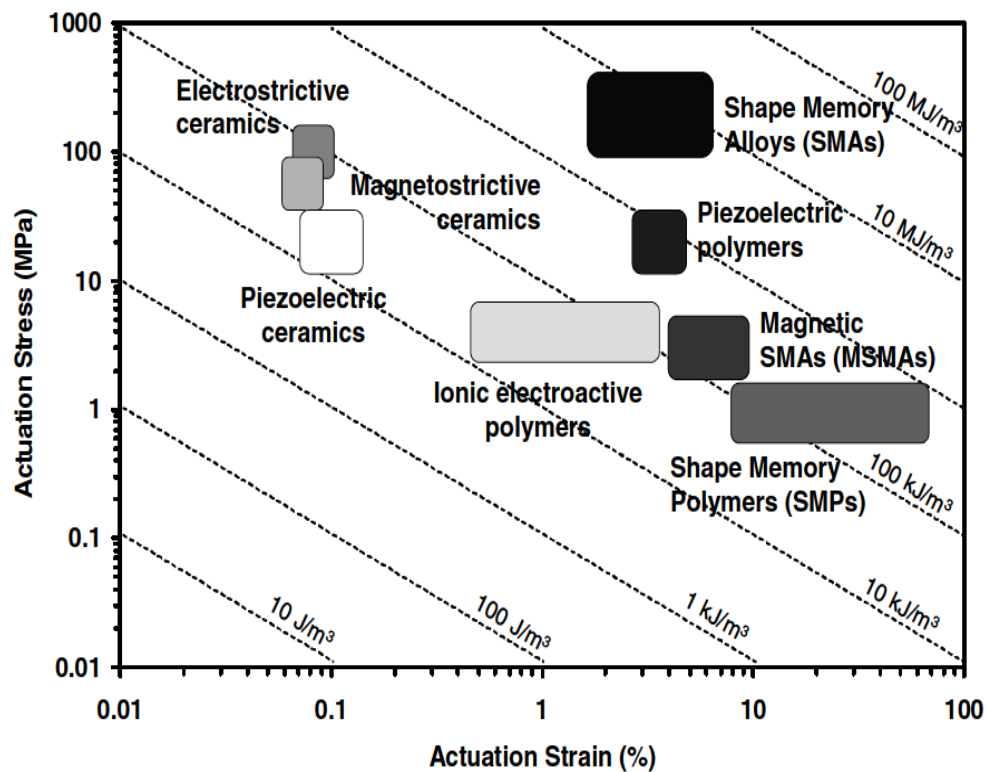 1000
100
10
1
0.1
0.01
Actuation Stress (MPa)
Electrostrictive
ceramics
Magnetostrictive
ceramics
Piezoelectric
ceramics
Shape Memory
Alloys (SMAs)
Piezoelectric
polymers
Magnetic
SMAs (MSMAs)
Ionic electroactive
polymers
Shape Memory
Polymers (SMPs)
100 MJ/m³
10 MJ/m³
100 kJ/m³
10 kJ/m³
1 kJ/m³
100 J/m³
10 J/m³
0.01
0.1
1
10
100
Actuation Strain (%)